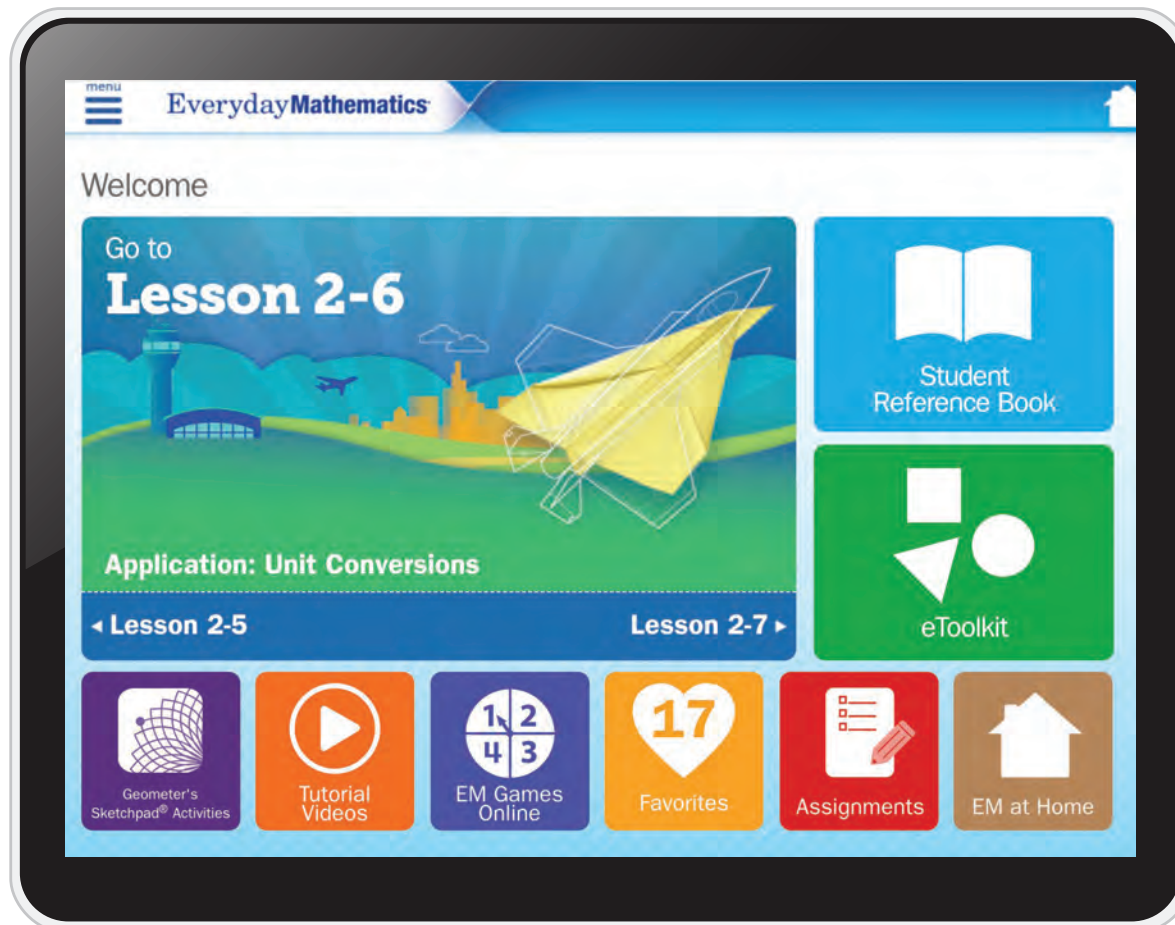 menu
EverydayMathematics
Welcome
Go to
Lesson 2-6
Application: Unit Conversions
Lesson 2-5
Lesson 2-7
Student
Reference Book
eToolkit
Geometer's
Sketchpad® Activities
Tutorial
Videos
1 2
4 3
EM Games
Online
17
Favorites
Assignments
EM at Home